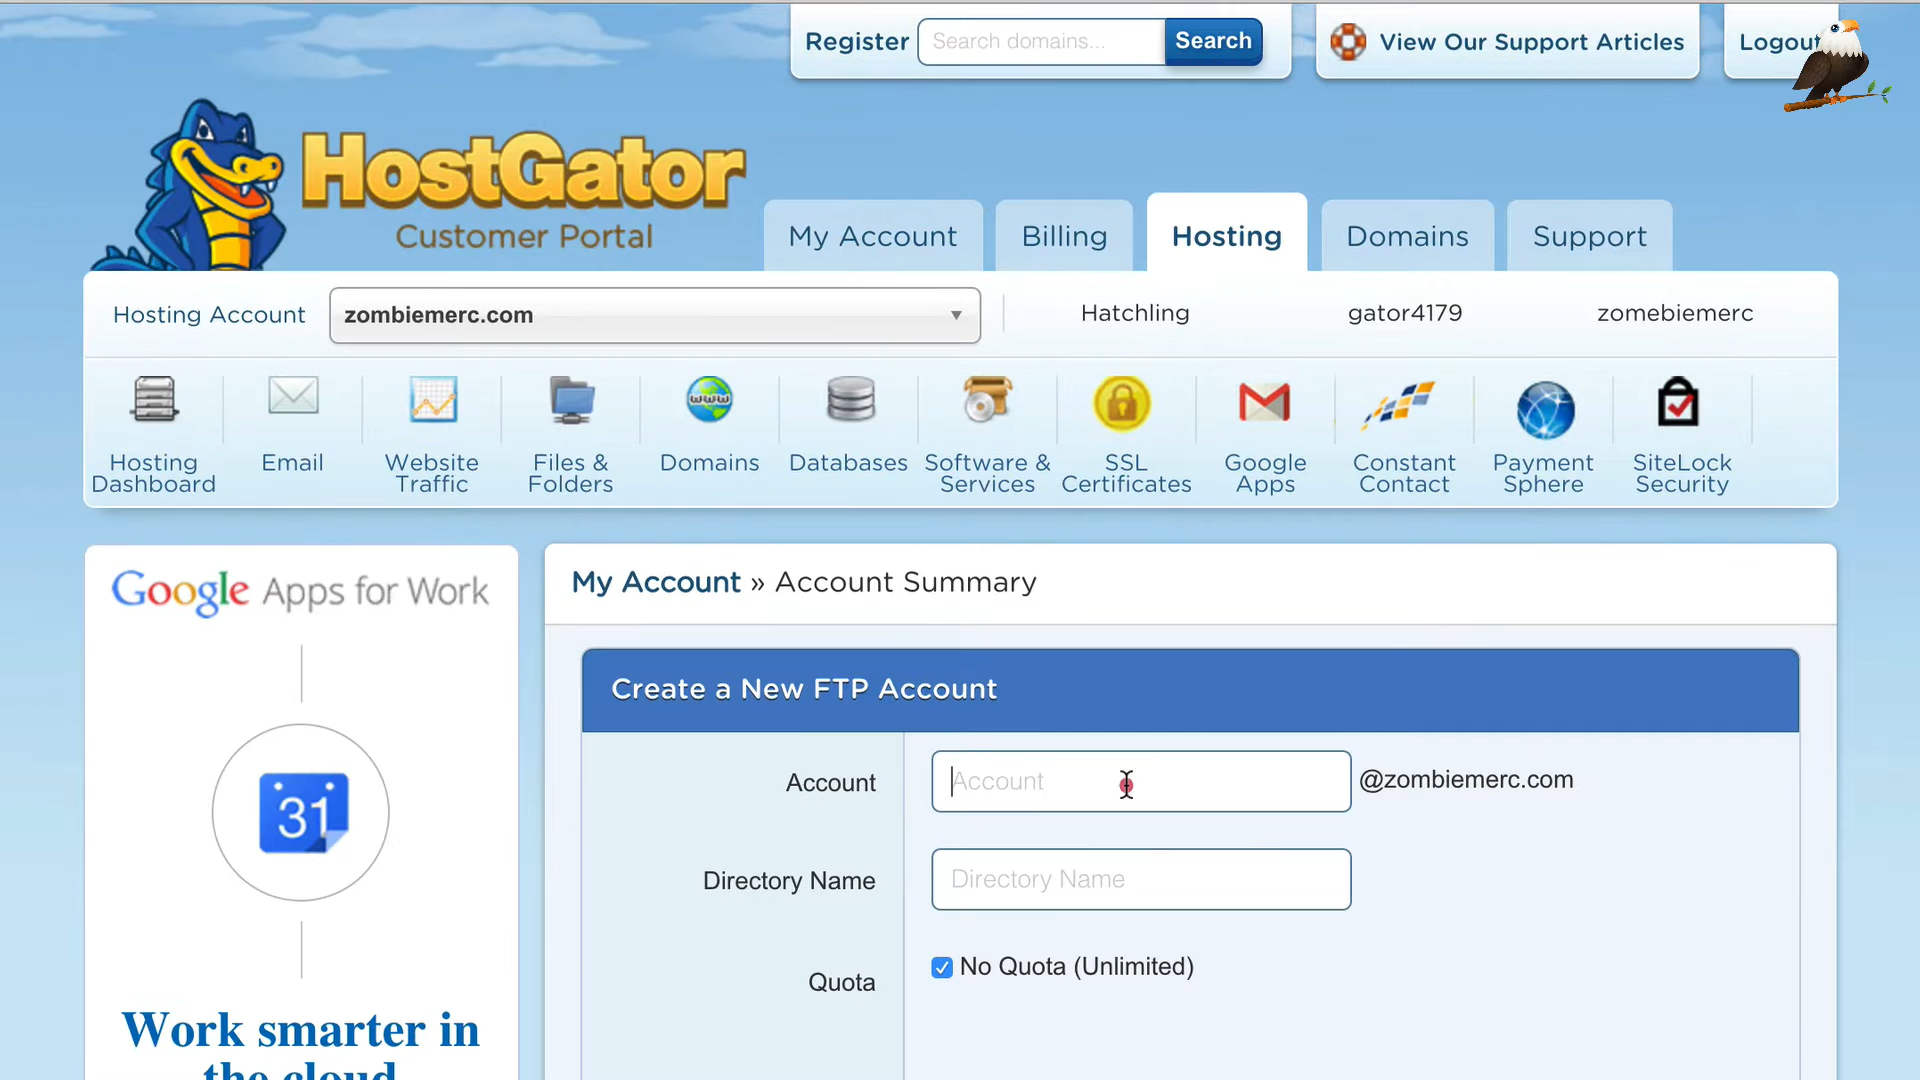 Register
Search domains...
Search
View Our Support Articles
Logout
HostGator
Customer Portal
My Account
Billing
Hosting
Domains
Support
Hosting Account
zombiemerc.com
Hatchling
gator4179
zomebiemerc
Hosting
Dashboard
Email
Website
Traffic
Files &
Folders
WWW
Domains
Databases
Software &
Services
SSL
Certificates
Google
Apps
Constant
Contact
Payment
Sphere
SiteLock
Security
Google Apps for Work
31
Work smarter in
the cloud
My Account » Account Summary
Create a New FTP Account
Account
Account
@zombiemerc.com
Directory Name
Directory Name
Quota
No Quota (Unlimited)